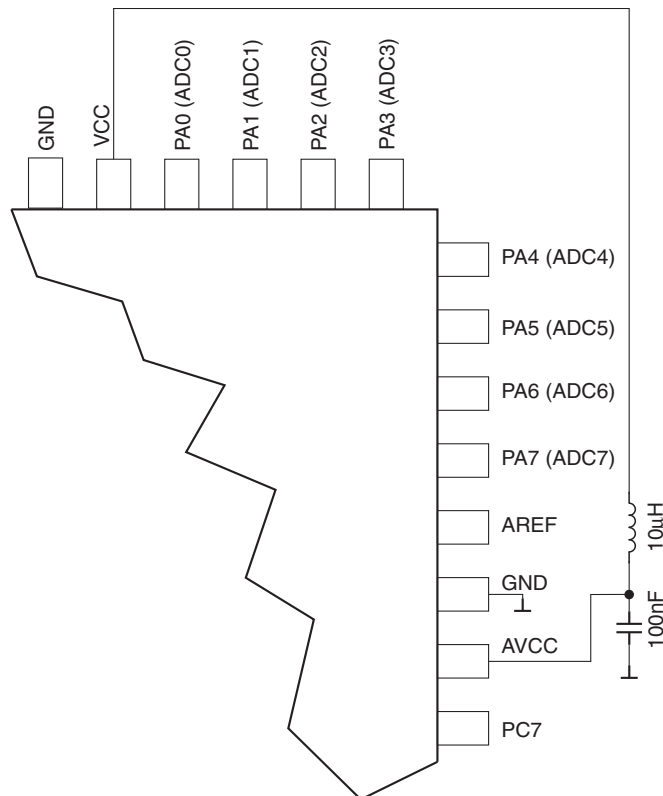 GND
VCC
PA0 (ADC0)
PA1 (ADC1)
PA2 (ADC2)
PA3 (ADC3)
PA4 (ADC4)
PA5 (ADC5)
PA6 (ADC6)
PA7 (ADC7)
AREF
10μH
GND
100nF
AVCC
PC7